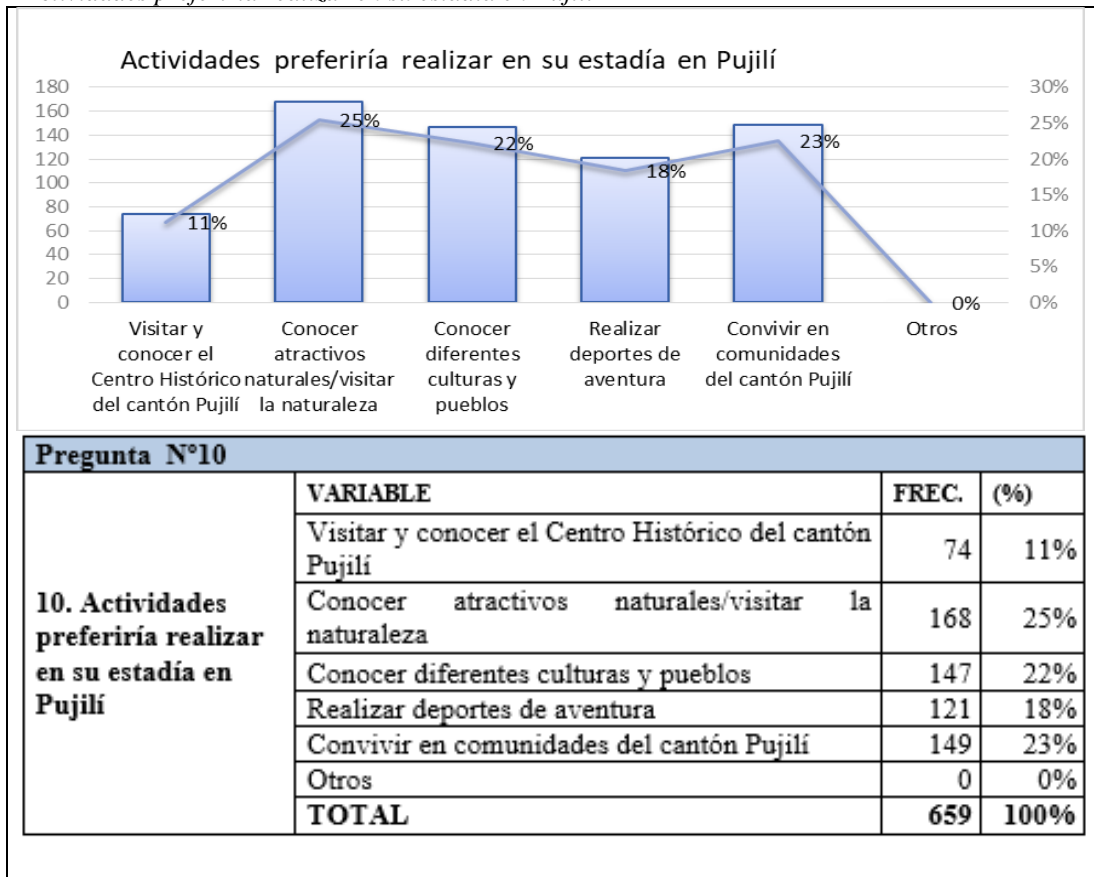 Actividades preferiría realizar en su estadía en Pujilí
180
160
140
120
100
80
60
40
20
0
30%
25%
20%
15%
10%
5%
0%
11%
25%
22%
18%
23%
0%
Visitar y
conocer el
Centro Histórico
del cantón Pujilí
Conocer
atractivos
naturales/visitar
la naturaleza
Conocer
diferentes
culturas y
pueblos
Realizar
deportes de
aventura
Convivir en
comunidades
del cantón Pujilí
Otros
Pregunta N°10
VARIABLE FREC. (%)
10. Actividades
preferiría realizar
en su estadía en
Pujilí
Visitar y conocer el Centro Histórico del cantón
Pujilí 74 11%
Conocer atractivos naturales/visitar la
naturaleza 168 25%
Conocer diferentes culturas y pueblos 147 22%
Realizar deportes de aventura 121 18%
Convivir en comunidades del cantón Pujilí 149 23%
Otros 0 0%
TOTAL 659 100%